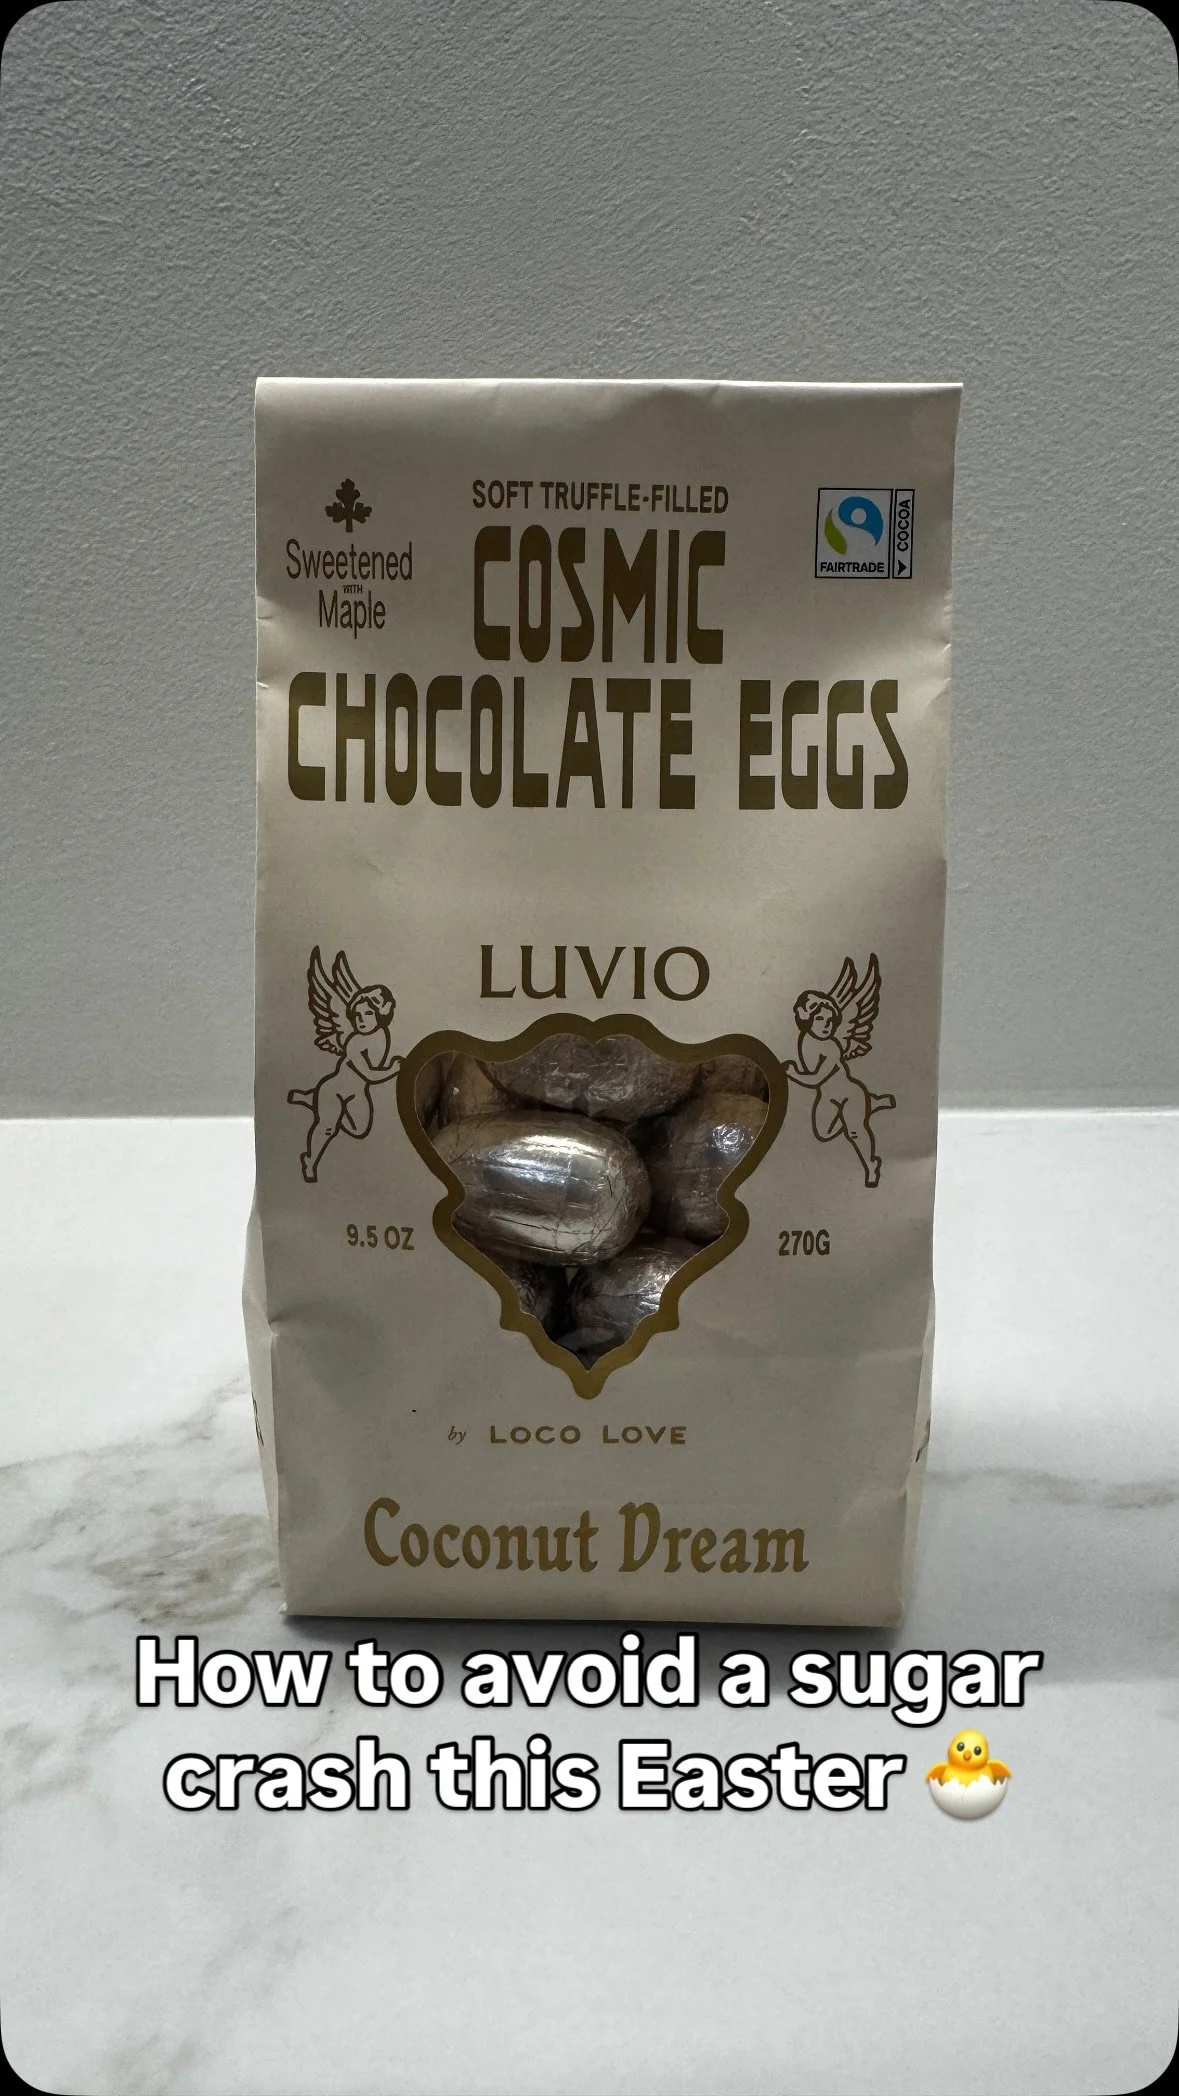 SOFT TRUFFLE-FILLED
Sweetened
WITH
Maple
COSMIC
CHOCOLATE EGGS
FAIRTRADE
COCOA
LUVIO
9.5 OZ
270G
by LOCO LOVE
Coconut Dream
How to avoid a sugar
crash this Easter 🐣